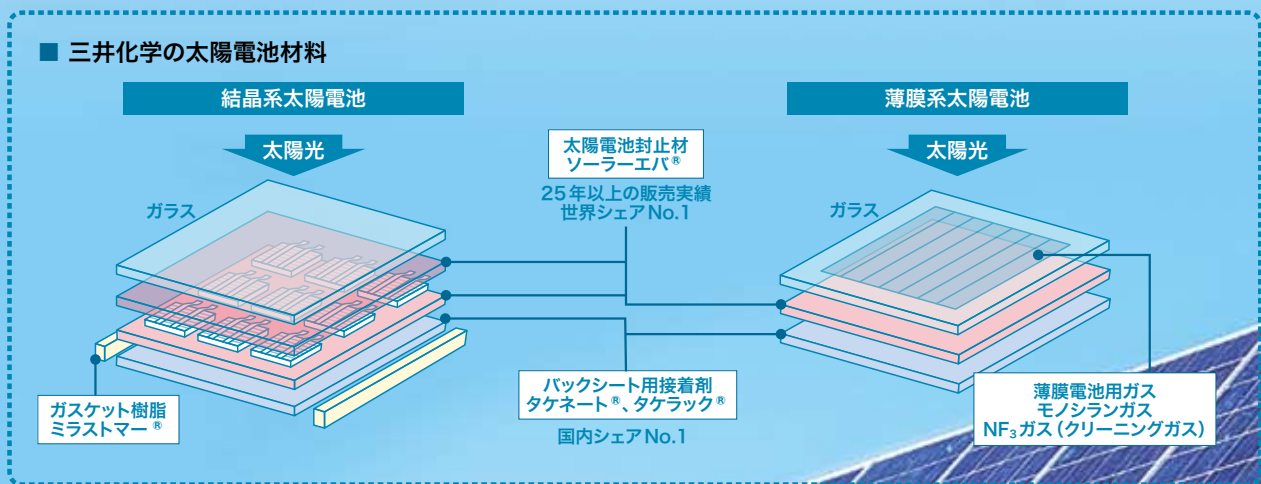 ■ 三井化学の太陽電池材料
結晶系太陽電池
薄膜系太陽電池
太陽光
太陽光
太陽電池封止材
ソーラーエバ®
25年以上の販売実績
世界シェアNo.1
ガラス
ガラス
ガスケット樹脂
ミラストマー®
バックシート用接着剤
タケネート®、タケラック®
国内シェアNo.1
薄膜電池用ガス
モノシランガス
NF₃ガス（クリーニングガス）